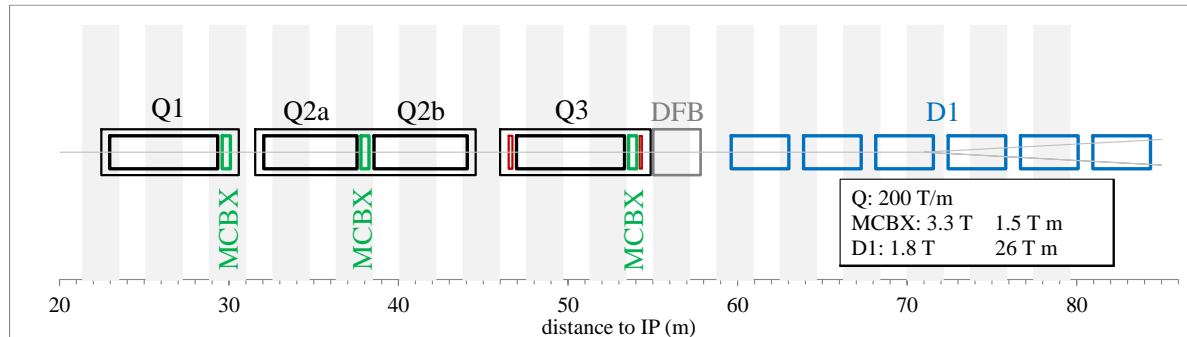 Q1 Q2a Q2b Q3 DFB D1
MCBX MCBX MCBX
Q: 200 T/m
MCBX: 3.3 T 1.5 T m
D1: 1.8 T 26 T m
20 30 40 50 60 70 80
distance to IP (m)